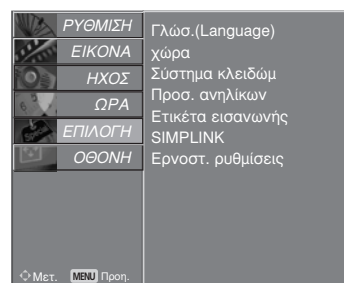 ΡΥΘΜΙΣΗ
ΕΙΚΟΝΑ
ΗΧΟΣ
ΩΡΑ
ΕΠΙΛΟΓΗ
ΟΘΟΝΗ
Γλώσ.(Language)
χώρα
Σύστημα κλειδώμ
Προσ. ανηλίκων
Ετικέτα εισανωνής
SIMPLINK
Ερνοστ. ρυθμίσεις
Μετ. MENU Προη.